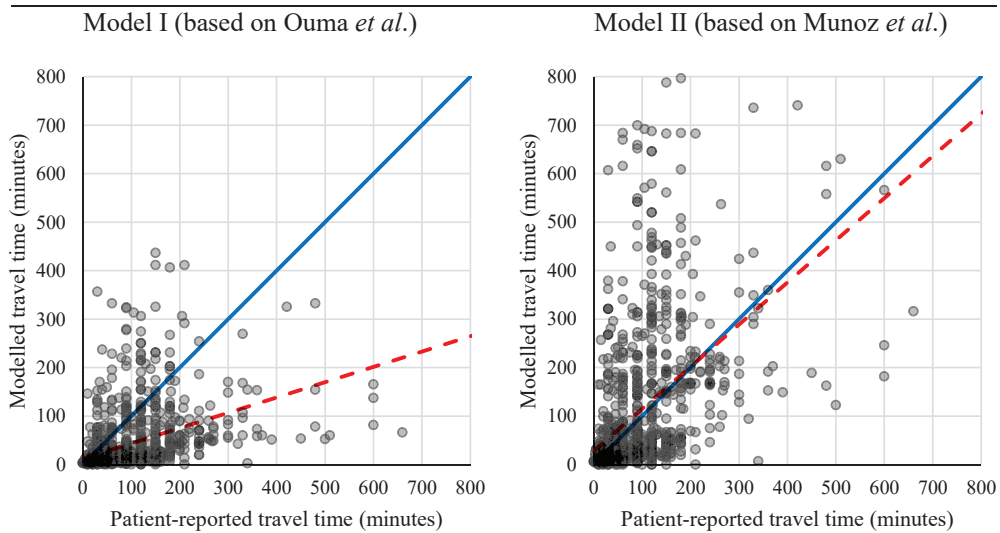 Model I (based on Ouma et al.)
Modelled travel time (minutes)
800
700
600
500
400
300
200
100
0
0 100 200 300 400 500 600 700 800
Patient-reported travel time (minutes)
Model II (based on Munoz et al.)
Modelled travel time (minutes)
800
700
600
500
400
300
200
100
0
0 100 200 300 400 500 600 700 800
Patient-reported travel time (minutes)